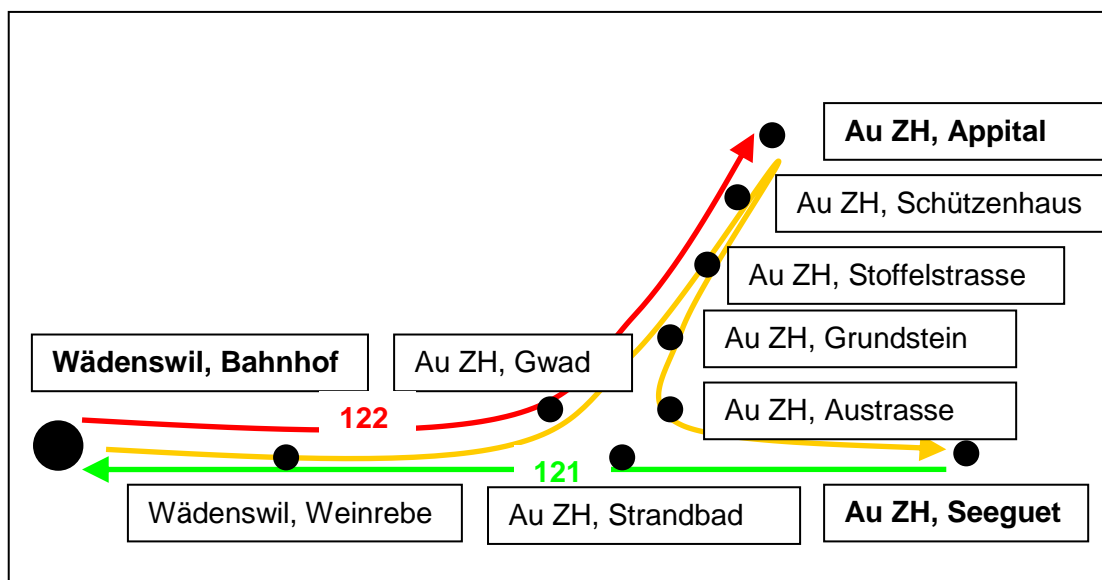 Au ZH, Appital
Au ZH, Schützenhaus
Au ZH, Stoffelstrasse
Au ZH, Grundstein
Wädenswil, Bahnhof
Au ZH, Gwad
Au ZH, Austrasse
122
121
Wädenswil, Weinrebe
Au ZH, Strandbad
Au ZH, Seeguet